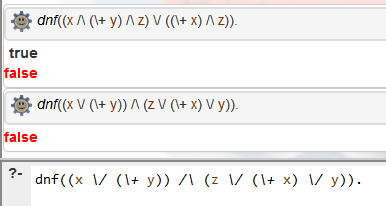 dnf((x /\ (\+ y) /\ z) \/ ((\+ x) /\ z)).
true
false
dnf((x \/ (\+ y)) /\ (z \/ (\+ x) \/ y)).
false
?- dnf((x \/ (\+ y)) /\ (z \/ (\+ x) \/ y)).